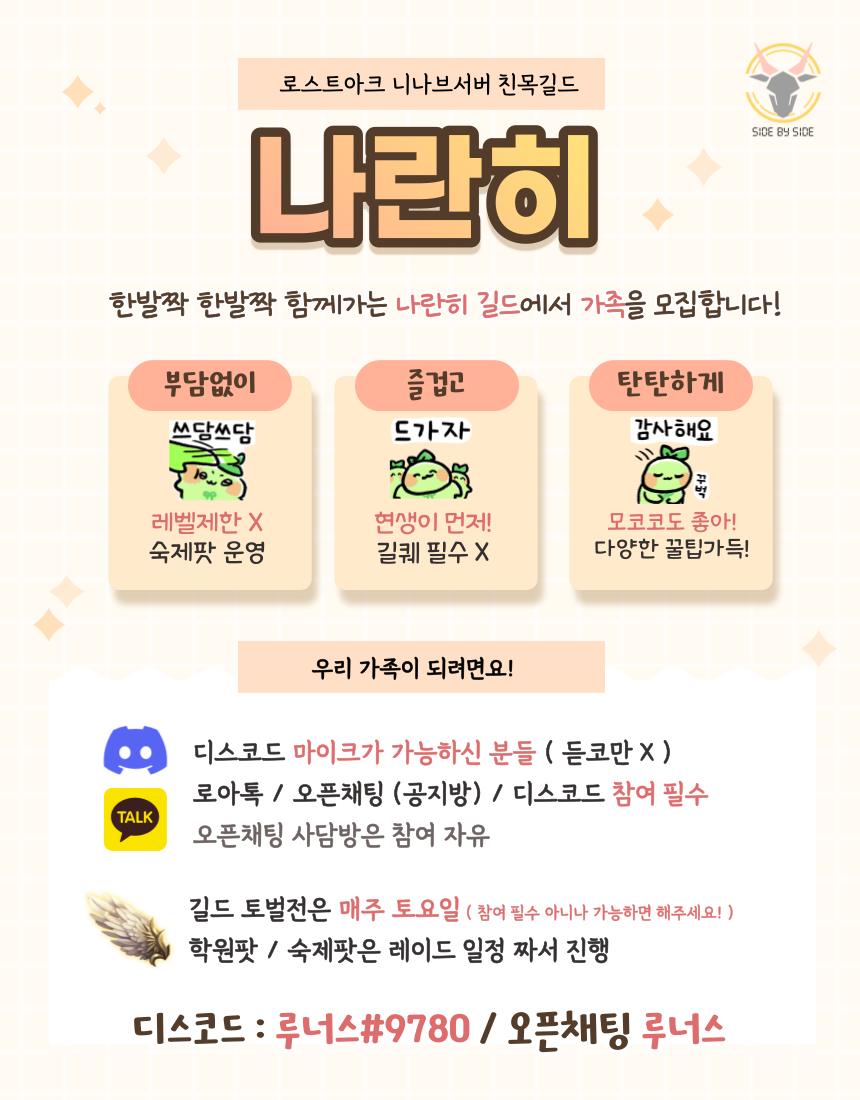 로스트아크 니나브서버 친목길드
SIDE BY SIDE
나란히
한발짝 한발짝 함께가는 나란히 길드에서 가족을 모집합니다!
부담없이
쓰담쓰담
레벨제한 X
숙제팟 운영
즐겁고
드가자
현생이 먼저!
길퀘 필수 X
탄탄하게
감사해요
꾸벅
모코코도 좋아!
다양한 꿀팁가득!
우리 가족이 되려면요!
디스코드 마이크가 가능하신 분들 ( 듣코만 X )
TALK
로아톡 / 오픈채팅 (공지방) / 디스코드 참여 필수
오픈채팅 사담방은 참여 자유
길드 토벌전은 매주 토요일 ( 참여 필수 아니나 가능하면 해주세요! )
학원팟 / 숙제팟은 레이드 일정 짜서 진행
디스코드 : 루너스#9780 / 오픈채팅 루너스